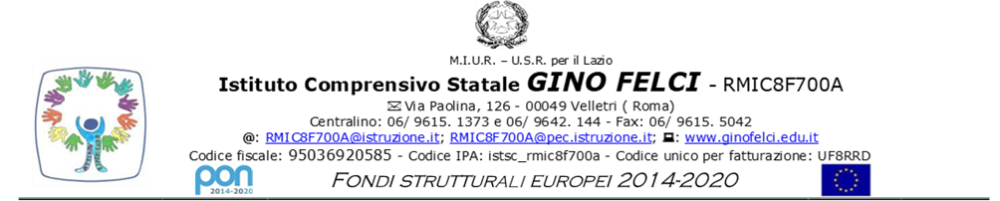 M.I.U.R. – U.S.R. per il Lazio
Istituto Comprensivo Statale GINO FELCI - RMIC8F700A
✉ Via Paolina, 126 - 00049 Velletri ( Roma)
Centralino: 06/ 9615. 1373 e 06/ 9642. 144 - Fax: 06/ 9615. 5042
@: RMIC8F700A@istruzione.it; RMIC8F700A@pec.istruzione.it; 💻: www.ginofelci.edu.it
Codice fiscale: 95036920585 - Codice IPA: istsc_rmic8f700a - Codice unico per fatturazione: UF8RRD
pon
2014-2020
FONDI STRUTTURALI EUROPEI 2014-2020